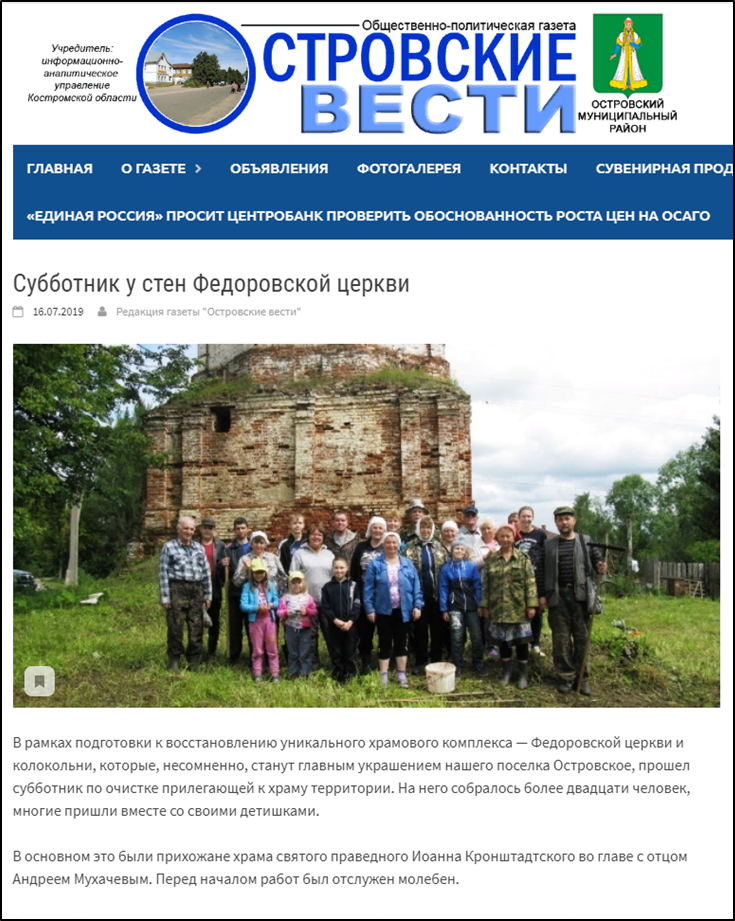 Учредитель:
информационно-
аналитическое
управление
Костромской области
Общественно-политическая газета
ОСТРОВСКИЕ
ВЕСТИ
ОСТРОВСКИЙ
МУНИЦИПАЛЬНЫЙ
РАЙОН
ГЛАВНАЯ О ГАЗЕТЕ ОБЪЯВЛЕНИЯ ФОТОГАЛЕРЕЯ КОНТАКТЫ СУВЕНИРНАЯ ПРОД
«ЕДИНАЯ РОССИЯ» ПРОСИТ ЦЕНТРОБАНК ПРОВЕРИТЬ ОБОСНОВАННОСТЬ РОСТА ЦЕН НА ОСАГО
Субботник у стен Федоровской церкви
16.07.2019 Редакция газеты "Островские вести"
В рамках подготовки к восстановлению уникального храмового комплекса — Федоровской церкви и
колокольни, которые, несомненно, станут главным украшением нашего поселка Островское, прошел
субботник по очистке прилегающей к храму территории. На него собралось более двадцати человек,
многие пришли вместе со своими детишками.
В основном это были прихожане храма святого праведного Иоанна Кронштадтского во главе с отцом
Андреем Мухачевым. Перед началом работ был отслужен молебен.